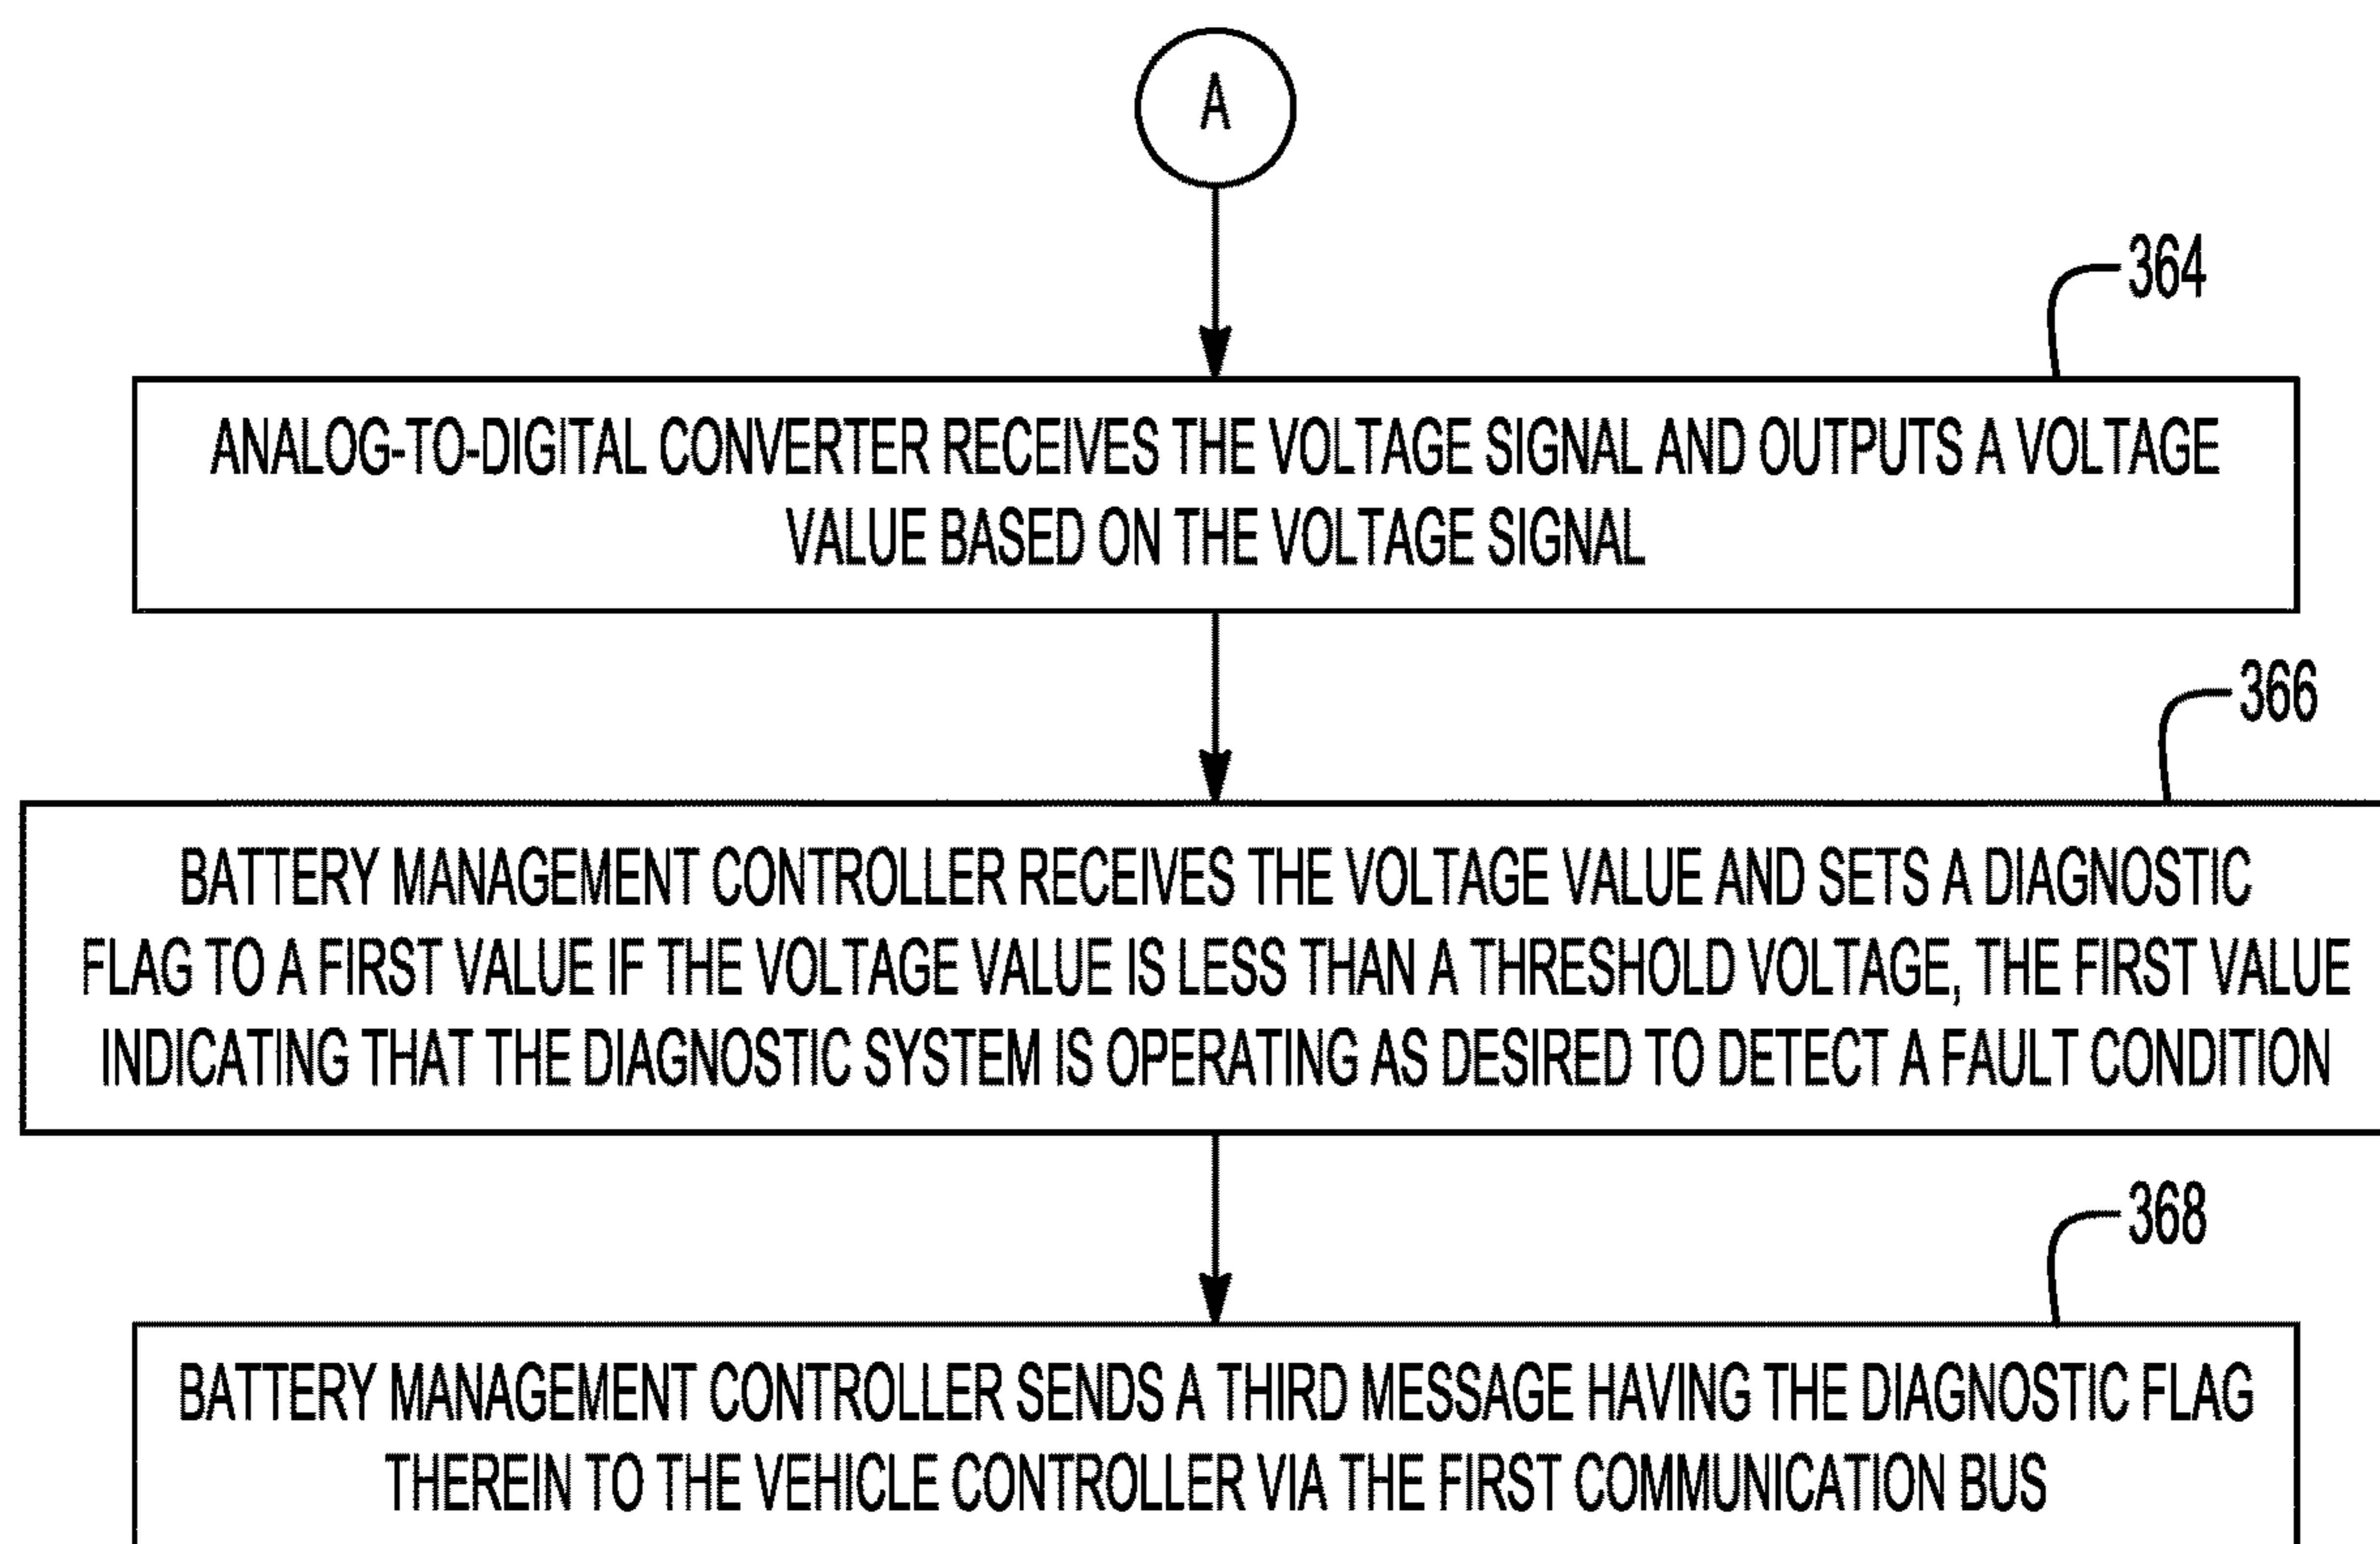 A
364
ANALOG-TO-DIGITAL CONVERTER RECEIVES THE VOLTAGE SIGNAL AND OUTPUTS A VOLTAGE
VALUE BASED ON THE VOLTAGE SIGNAL
366
BATTERY MANAGEMENT CONTROLLER RECEIVES THE VOLTAGE VALUE AND SETS A DIAGNOSTIC
FLAG TO A FIRST VALUE IF THE VOLTAGE VALUE IS LESS THAN A THRESHOLD VOLTAGE, THE FIRST VALUE
INDICATING THAT THE DIAGNOSTIC SYSTEM IS OPERATING AS DESIRED TO DETECT A FAULT CONDITION
368
BATTERY MANAGEMENT CONTROLLER SENDS A THIRD MESSAGE HAVING THE DIAGNOSTIC FLAG
THEREIN TO THE VEHICLE CONTROLLER VIA THE FIRST COMMUNICATION BUS